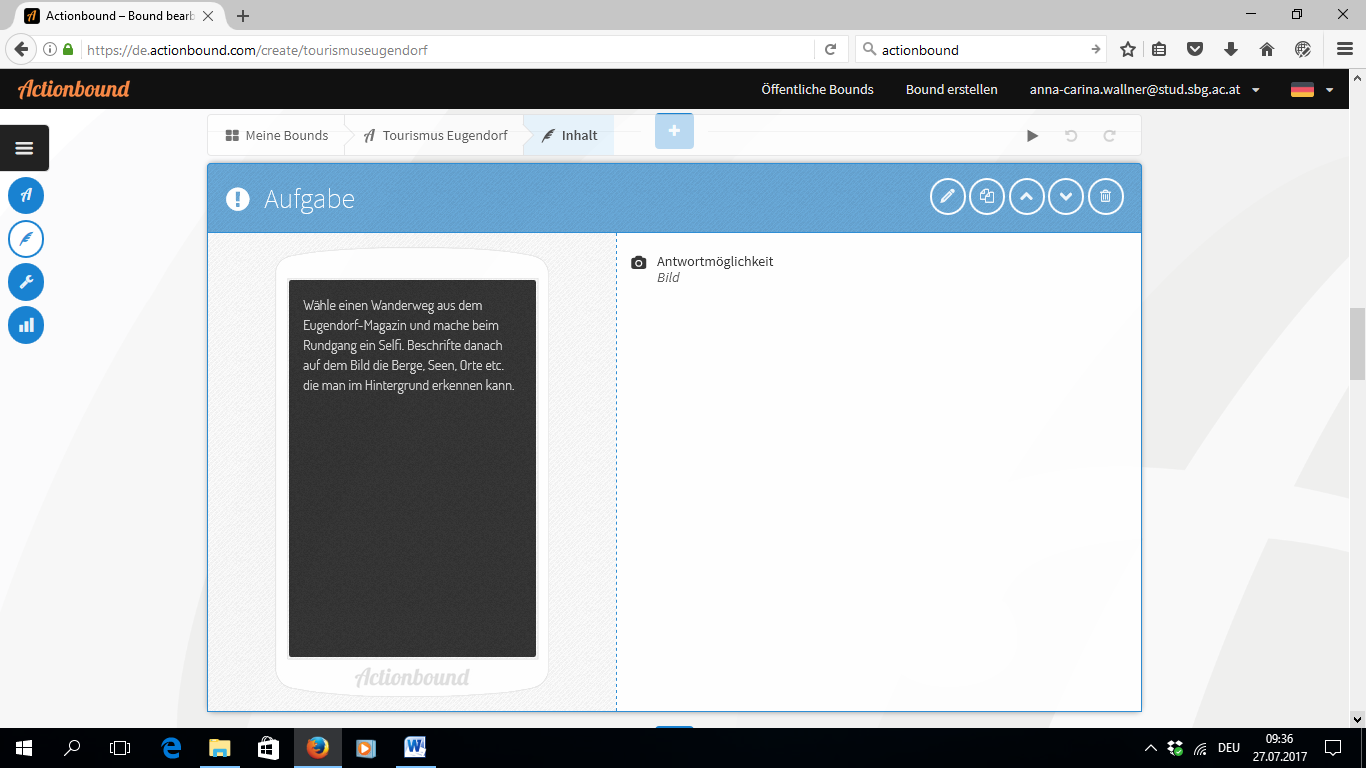 Actionbound – Bound bearb
https://de.actionbound.com/create/tourismuseugendorf
actionbound
Actionbound
Öffentliche Bounds
Bound erstellen
anna-carina.wallner@stud.sbg.ac.at
Meine Bounds
Tourismus Eugendorf
Inhalt
Aufgabe
Wähle einen Wanderweg aus dem
Eugendorf-Magazin und mache beim
Rundgang ein Selfi. Beschrifte danach
auf dem Bild die Berge, Seen, Orte etc.
die man im Hintergrund erkennen kann.
Actionbound
Antwortmöglichkeit
Bild
DEU
09:36
27.07.2017